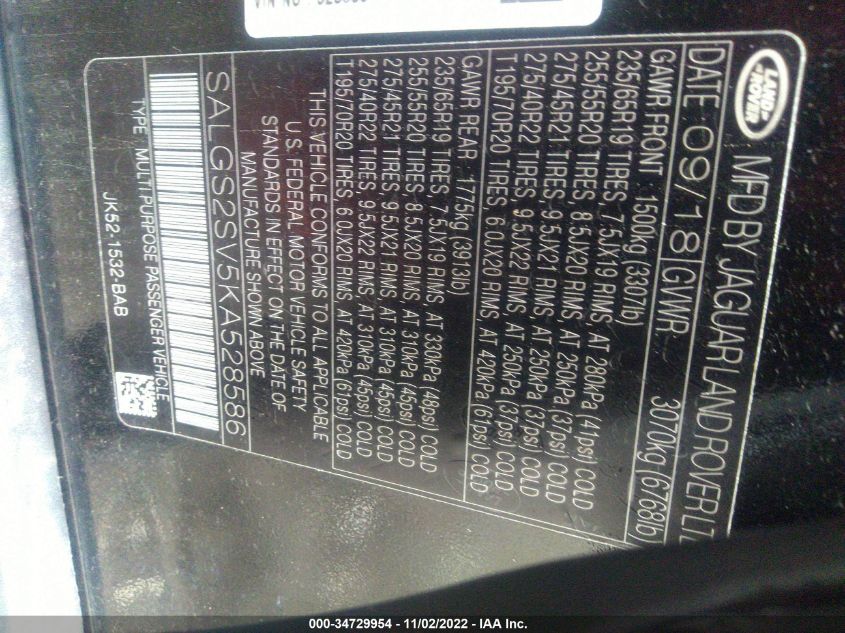 VIN NO
LAND
ROVER
MFD BY JAGUAR LAND ROVER LTD
DATE 09/18 GVWR 3070kg (6768lb)
GAWR FRONT 1500kg (3307lb)
235/65R19 TIRES, 7.5JX19 RIMS, AT 280kPa (41psi) COLD
255/55R20 TIRES, 8.5JX20 RIMS, AT 250kPa (37psi) COLD
275/45R21 TIRES, 9.5JX21 RIMS, AT 250kPa (37psi) COLD
275/40R22 TIRES, 9.5JX22 RIMS, AT 250kPa (37psi) COLD
T195/70R20 TIRES, 6.0JX20 RIMS, AT 420kPa (61psi) COLD
GAWR REAR 1775kg (3913lb)
235/65R19 TIRES, 7.5JX19 RIMS, AT 330kPa (48psi) COLD
255/55R20 TIRES, 8.5JX20 RIMS, AT 310kPa (45psi) COLD
275/45R21 TIRES, 9.5JX21 RIMS, AT 310kPa (45psi) COLD
275/40R22 TIRES, 9.5JX22 RIMS, AT 310kPa (45psi) COLD
T195/70R20 TIRES, 6.0JX20 RIMS, AT 420kPa (61psi) COLD
THIS VEHICLE CONFORMS TO ALL APPLICABLE
U.S. FEDERAL MOTOR VEHICLE SAFETY
STANDARDS IN EFFECT ON THE DATE OF
MANUFACTURE SHOWN ABOVE
SALGS2SV5KA528586
TYPE: MULTI PURPOSE PASSENGER VEHICLE
JK52-1532-BAB
000-34729954 - 11/02/2022 - IAA Inc.